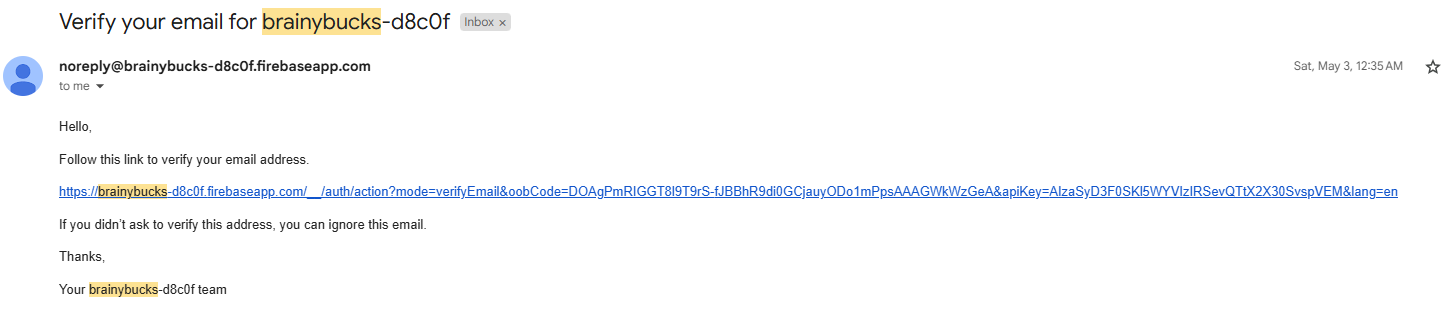 Verify your email for brainybucks-d8c0f Inbox ×
noreply@brainybucks-d8c0f.firebaseapp.com Sat, May 3, 12:35 AM
to me
Hello,
Follow this link to verify your email address.
https://brainybucks-d8c0f.firebaseapp.com/__/auth/action?mode=verifyEmail&oobCode=DOAgPmRIGGT8I9T9rS-fJBBhR9di0GCjauyODo1mPpsAAAGWkWzGeA&apiKey=AIzaSyD3F0SKl5WYVIzIRSevQTtX2X30SvspVEM&lang=en
If you didn't ask to verify this address, you can ignore this email.
Thanks,
Your brainybucks-d8c0f team